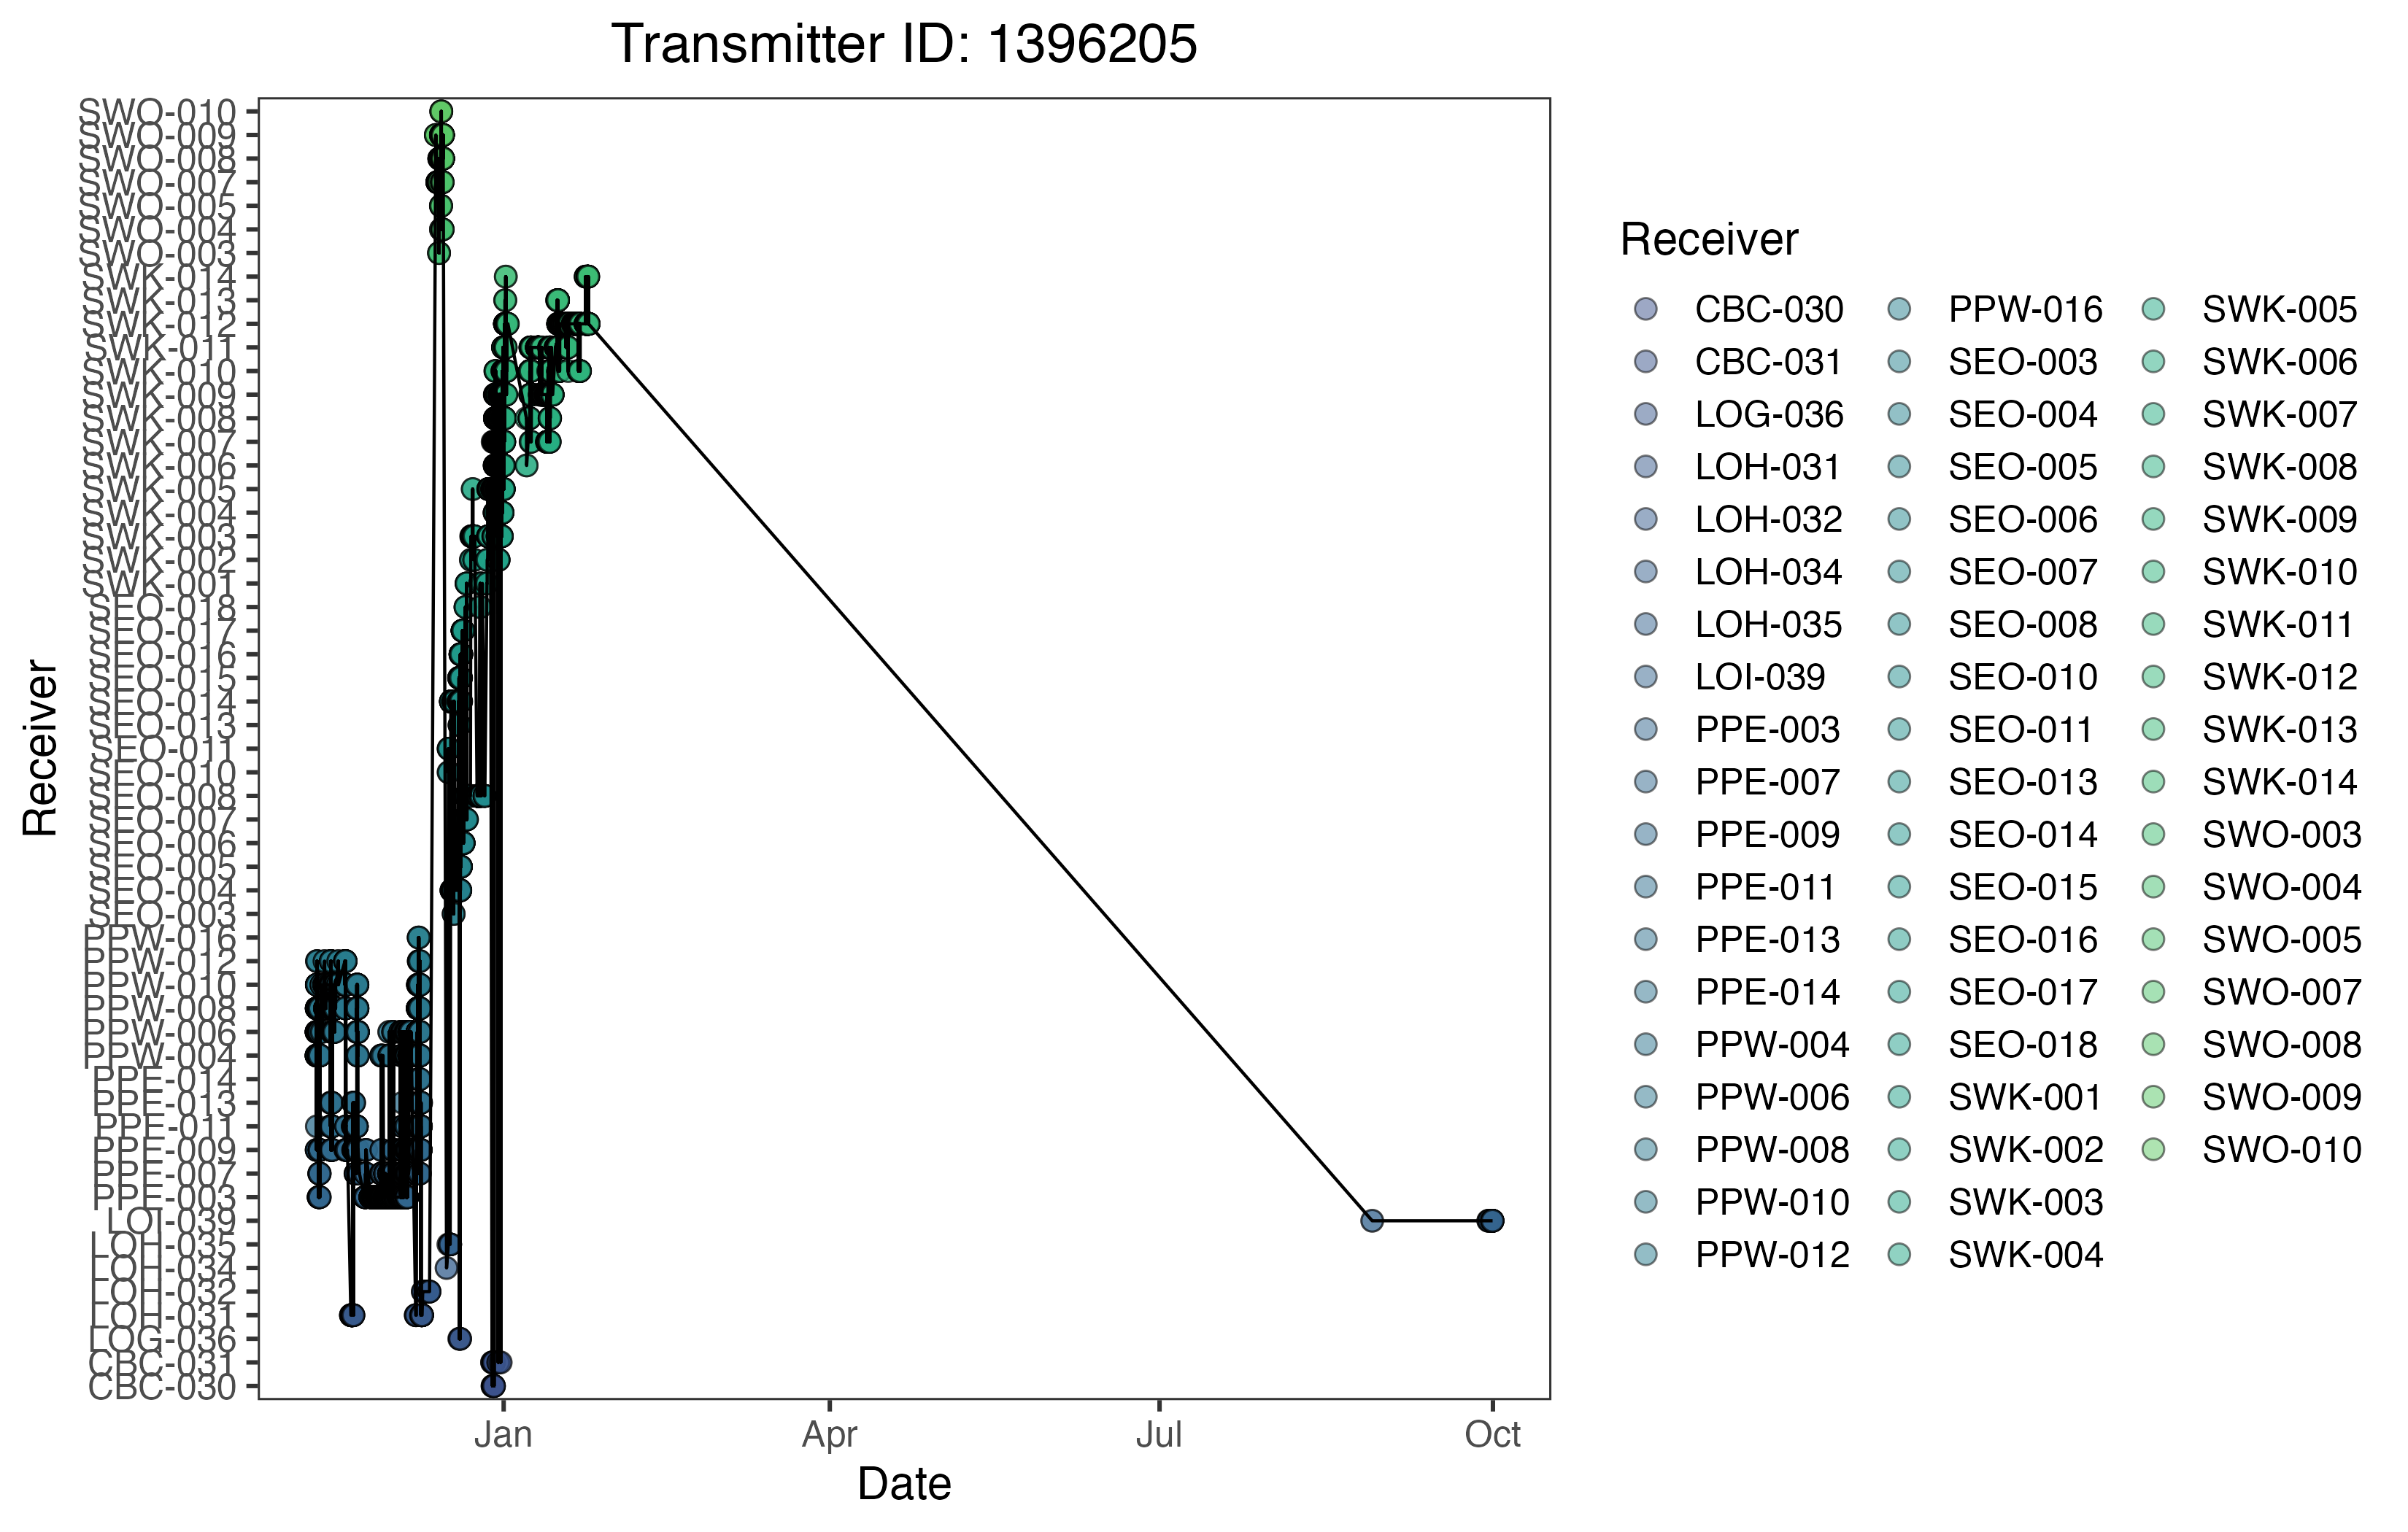 Transmitter ID: 1396205
Receiver
SWO-010
SWO-009
SWO-008
SWO-007
SWO-005
SWO-004
SWO-003
SWK-014
SWK-013
SWK-012
SWK-011
SWK-010
SWK-009
SWK-008
SWK-007
SWK-006
SWK-005
SWK-004
SWK-003
SWK-002
SWK-001
SEO-018
SEO-017
SEO-016
SEO-015
SEO-014
SEO-013
SEO-011
SEO-010
SEO-008
SEO-007
SEO-006
SEO-005
SEO-004
SEO-003
PPW-016
PPW-012
PPW-010
PPW-008
PPW-006
PPW-004
PPE-014
PPE-013
PPE-011
PPE-009
PPE-007
PPE-003
LOI-039
LOH-035
LOH-034
LOH-032
LOH-031
LOG-036
CBC-031
CBC-030
Jan Apr Jul Oct
Date
Receiver
CBC-030 PPW-016 SWK-005
CBC-031 SEO-003 SWK-006
LOG-036 SEO-004 SWK-007
LOH-031 SEO-005 SWK-008
LOH-032 SEO-006 SWK-009
LOH-034 SEO-007 SWK-010
LOH-035 SEO-008 SWK-011
LOI-039 SEO-010 SWK-012
PPE-003 SEO-011 SWK-013
PPE-007 SEO-013 SWK-014
PPE-009 SEO-014 SWO-003
PPE-011 SEO-015 SWO-004
PPE-013 SEO-016 SWO-005
PPE-014 SEO-017 SWO-007
PPW-004 SEO-018 SWO-008
PPW-006 SWK-001 SWO-009
PPW-008 SWK-002 SWO-010
PPW-010 SWK-003
PPW-012 SWK-004